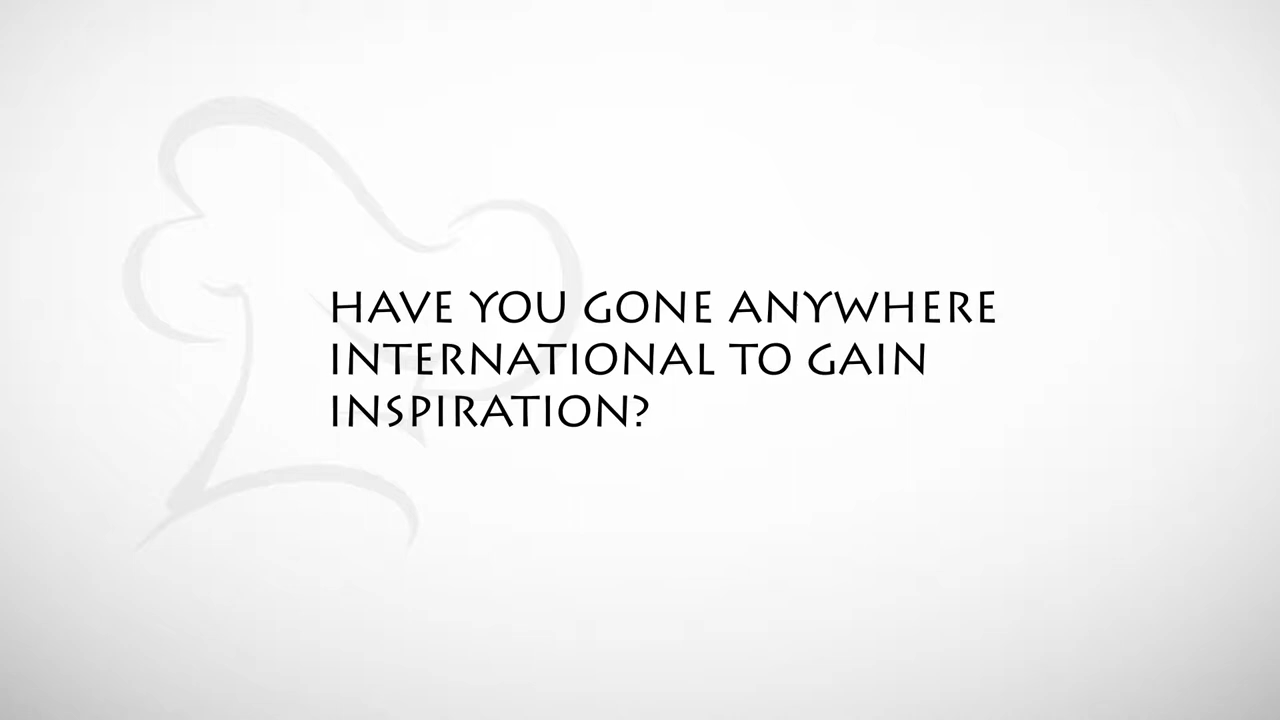 HAVE YOU GONE ANYWHERE
INTERNATIONAL TO GAIN
INSPIRATION?